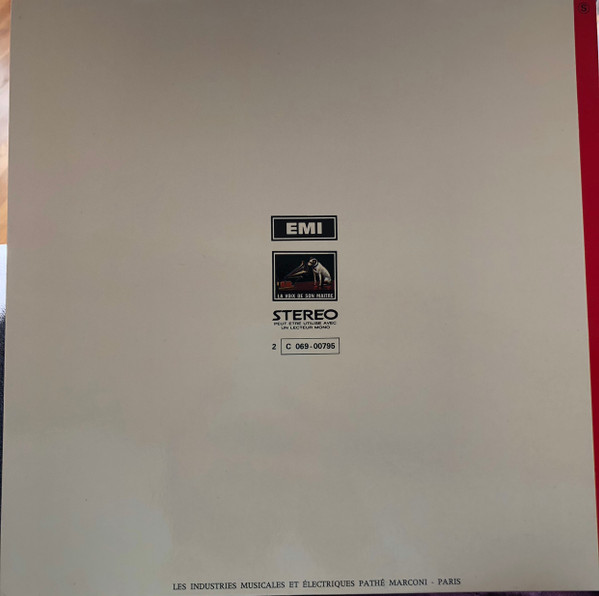 S
EMI
LA VOIX DE SON MAITRE
STEREO
PEUT ÊTRE UTILISÉ AVEC
UN LECTEUR MONO
2 C 069-00795
LES INDUSTRIES MUSICALES ET ÉLECTRIQUES PATHÉ MARCONI - PARIS